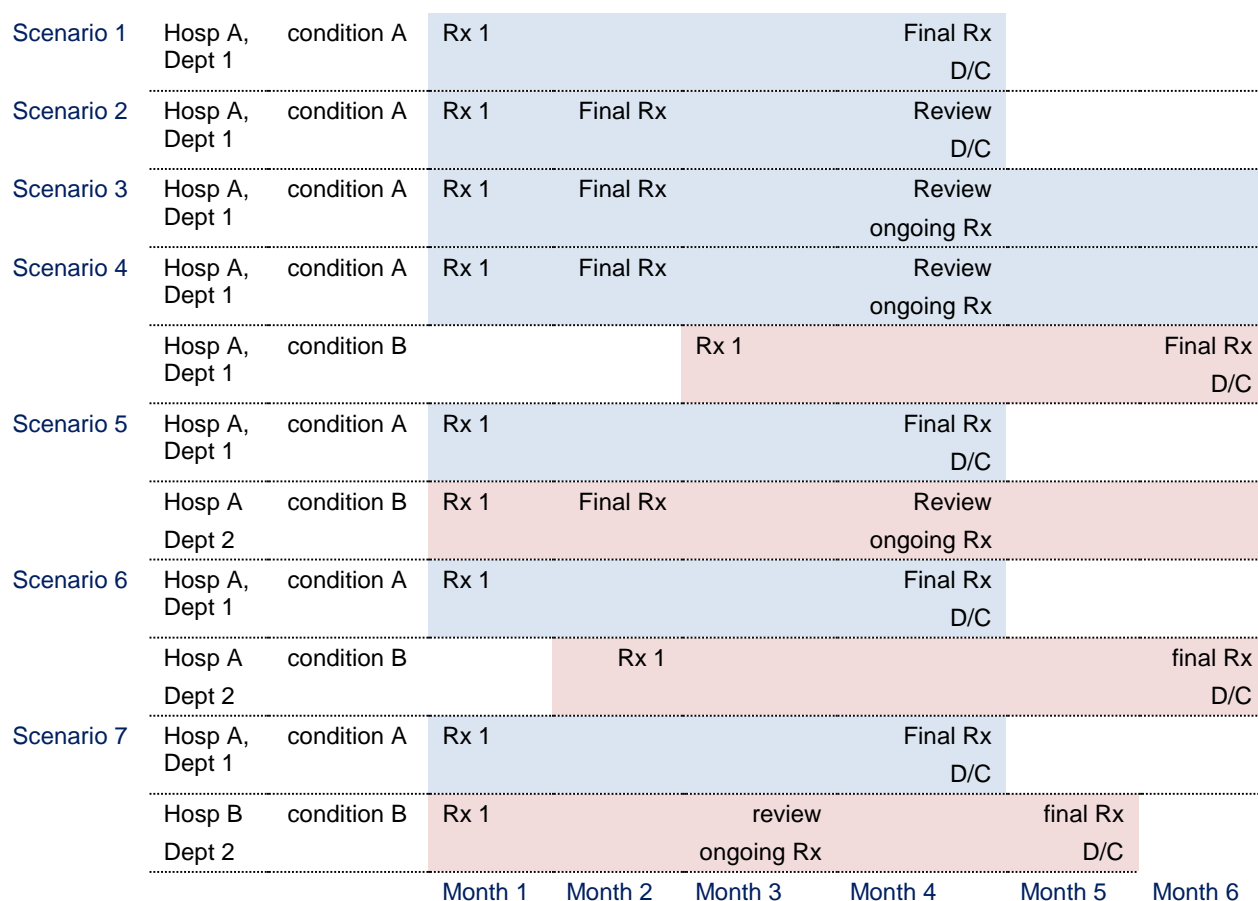 Scenario 1 Hosp A, condition A Rx 1 Final Rx
Dept 1 D/C
Scenario 2 Hosp A, condition A Rx 1 Final Rx Review
Dept 1 D/C
Scenario 3 Hosp A, condition A Rx 1 Final Rx Review
Dept 1 ongoing Rx
Scenario 4 Hosp A, condition A Rx 1 Final Rx Review
Dept 1 ongoing Rx
Hosp A, condition B Rx 1 Final Rx
Dept 1 D/C
Scenario 5 Hosp A, condition A Rx 1 Final Rx
Dept 1 D/C
Hosp A condition B Rx 1 Final Rx Review
Dept 2 ongoing Rx
Scenario 6 Hosp A, condition A Rx 1 Final Rx
Dept 1 D/C
Hosp A condition B Rx 1 final Rx
Dept 2 D/C
Scenario 7 Hosp A, condition A Rx 1 Final Rx
Dept 1 D/C
Hosp B condition B Rx 1 review final Rx
Dept 2 ongoing Rx D/C
Month 1 Month 2 Month 3 Month 4 Month 5 Month 6